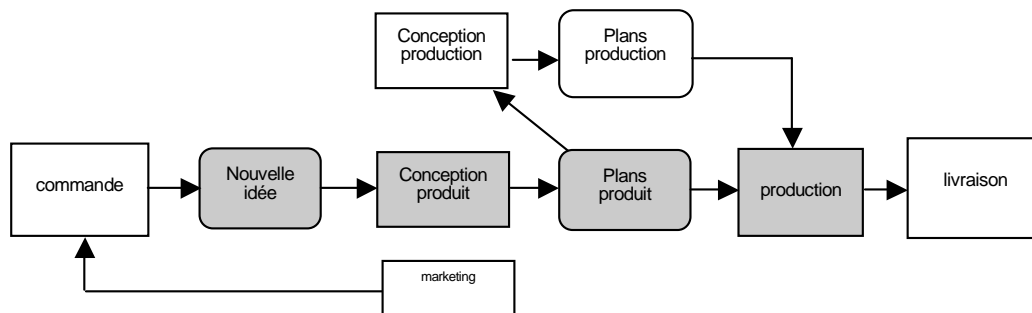 Conception
production
Plans
production
commande
Nouvelle
idée
Conception
produit
Plans
produit
production
livraison
marketing